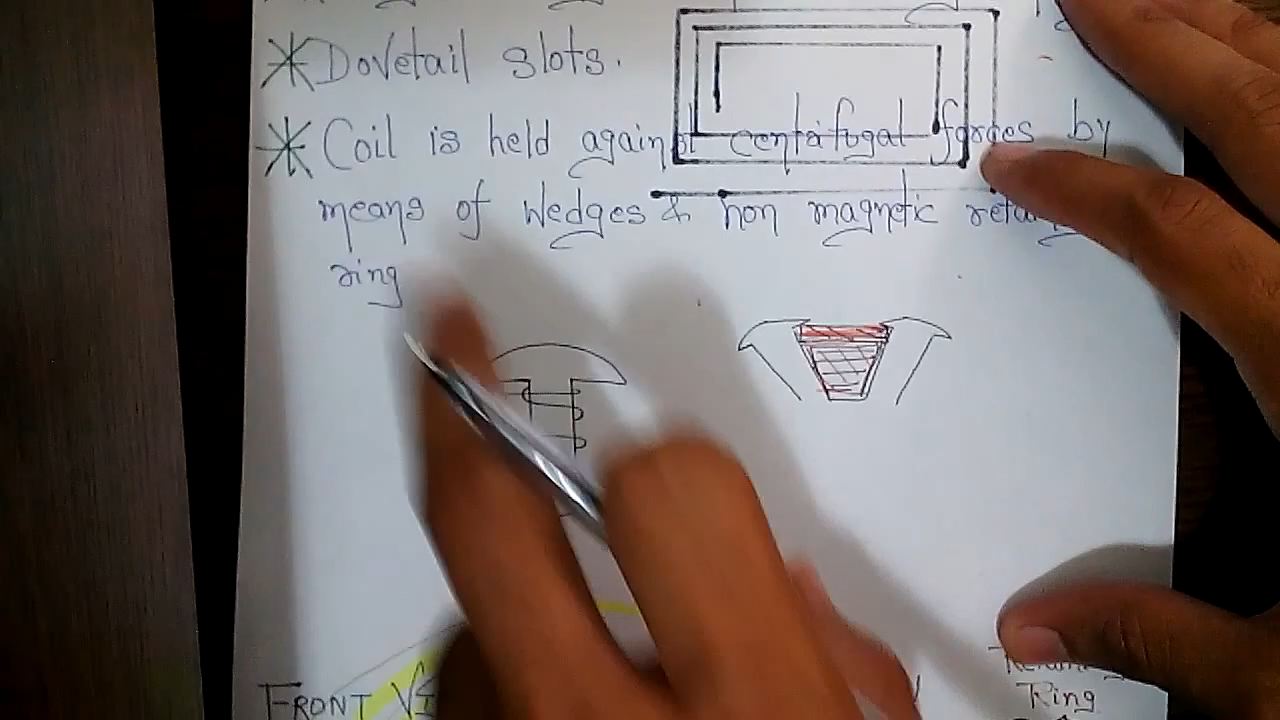 Dovetail slots.
Coil is held against centrifugal forces by
means of wedges & non magnetic
ring
FRONT
Ring